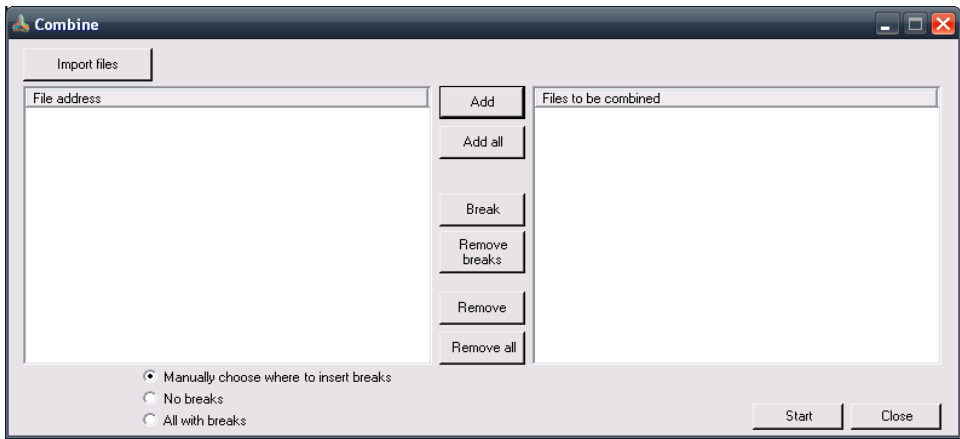 Combine
Import files
File address
Add
Files to be combined
Add all
Break
Remove
breaks
Remove
Remove all
Manually choose where to insert breaks
No breaks
All with breaks
Start
Close